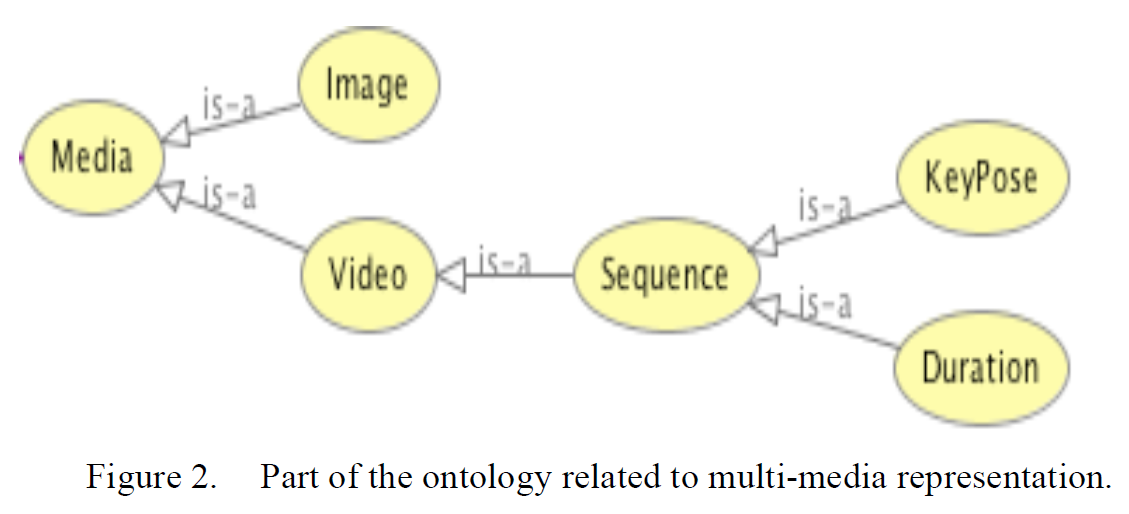 Image
is-a
Media
is-a
KeyPose
is-a
Video
is-a
Sequence
is-a
Duration
Figure 2. Part of the ontology related to multi-media representation.